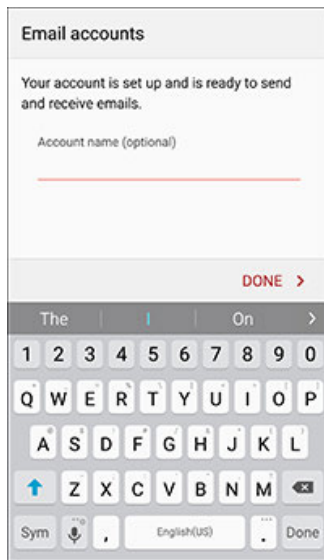 Email accounts
Your account is set up and is ready to send
and receive emails.
Account name (optional)
DONE >
The I On >
1 2 3 4 5 6 7 8 9 0
Q W E R T Y U I O P
A S D F G H J K L
Z X C V B N M
Sym , English(US) . Done